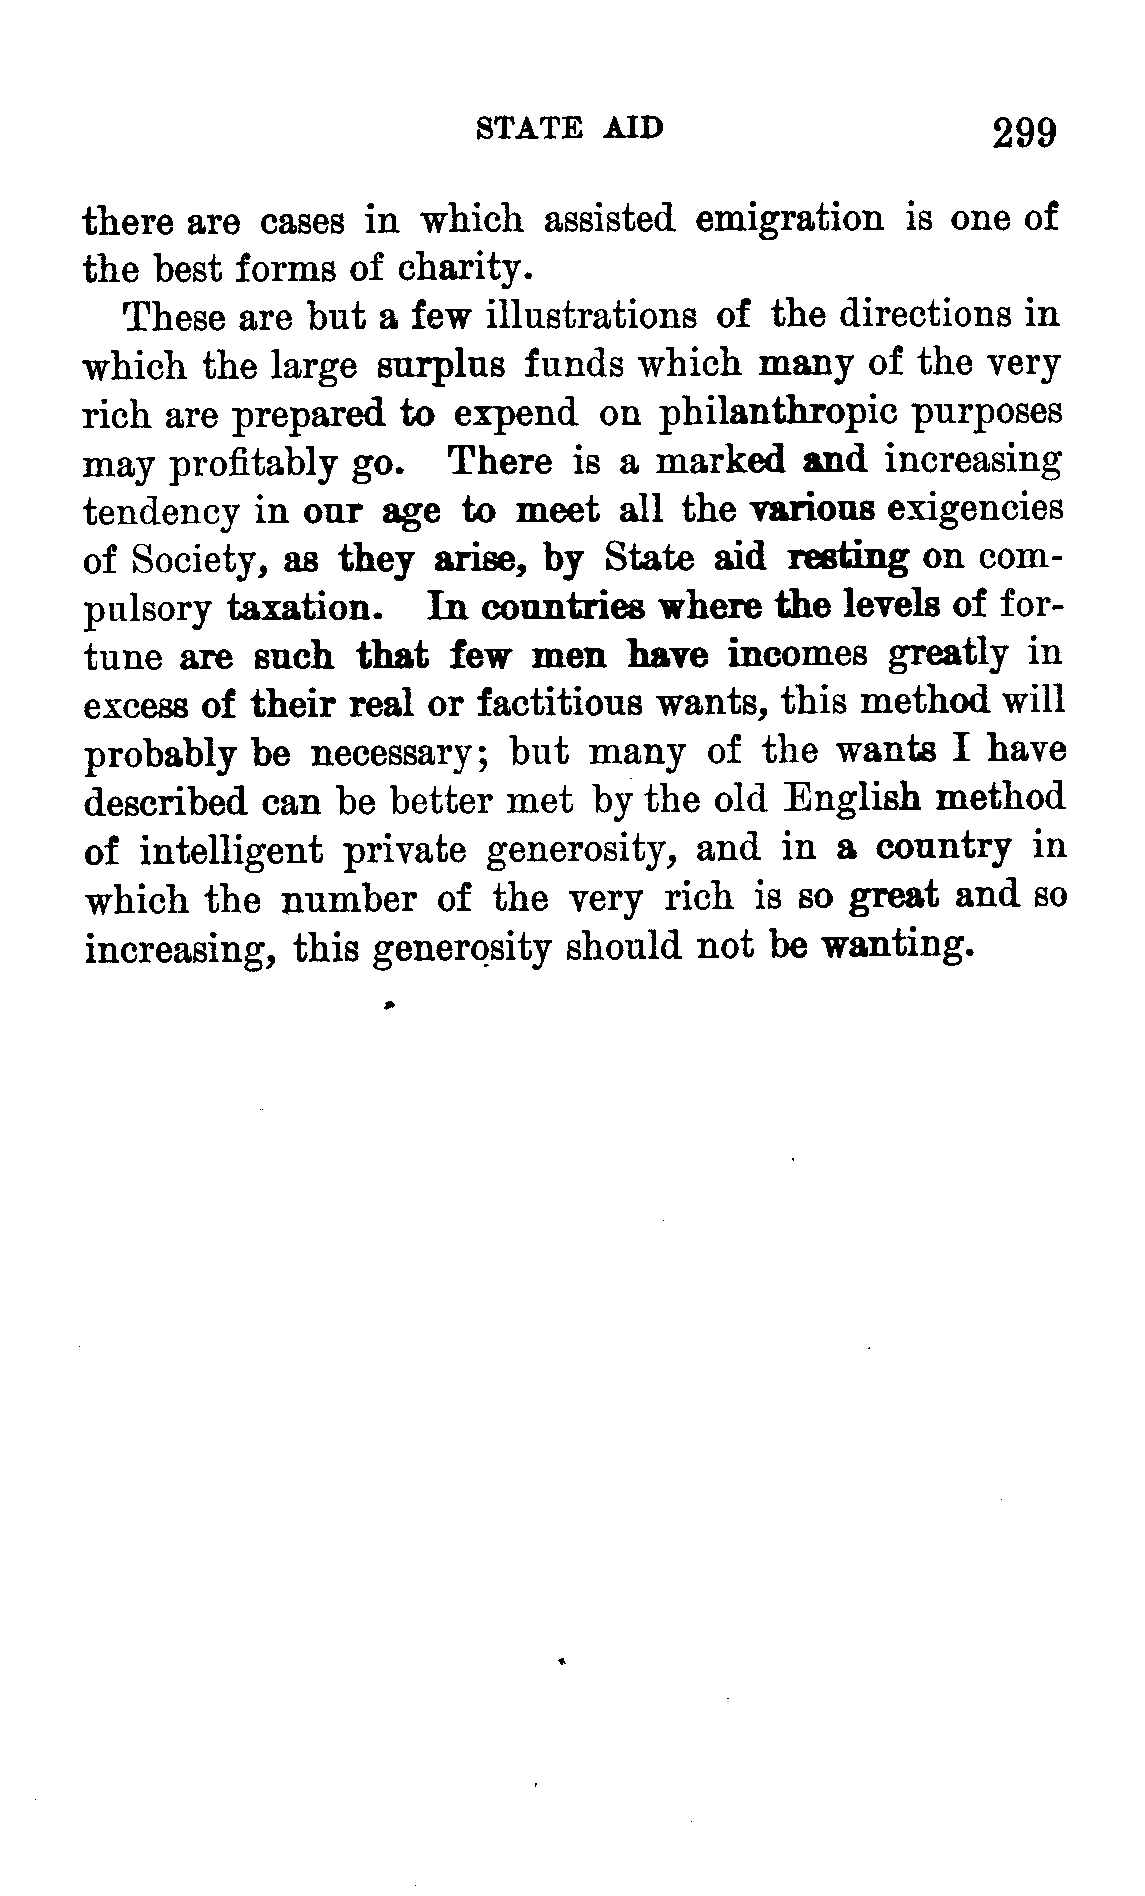 STATE AID 299
there are cases in which assisted emigration is one of
the best forms of charity.
These are but a few illustrations of the directions in
which the large surplus funds which many of the very
rich are prepared to expend on philanthropic purposes
may profitably go. There is a marked and increasing
tendency in our age to meet all the various exigencies
of Society, as they arise, by State aid resting on com-
pulsory taxation. In countries where the levels of for-
tune are such that few men have incomes greatly in
excess of their real or factitious wants, this method will
probably be necessary; but many of the wants I have
described can be better met by the old English method
of intelligent private generosity, and in a country in
which the number of the very rich is so great and so
increasing, this generosity should not be wanting.